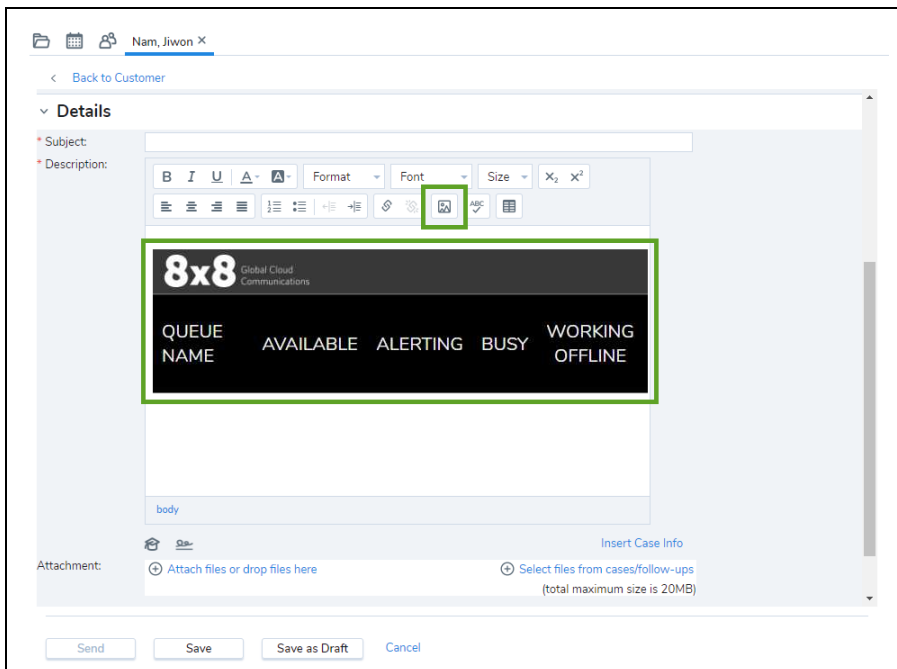 Nam, Jiwon ×
< Back to Customer
Details
* Subject:
* Description:
B I U A A Format Font Size X₂ X²
ABC
8x8 Global Cloud
Communications
QUEUE NAME AVAILABLE ALERTING BUSY WORKING OFFLINE
body
Insert Case Info
Attachment: Attach files or drop files here Select files from cases/follow-ups
(total maximum size is 20MB)
Send Save Save as Draft Cancel